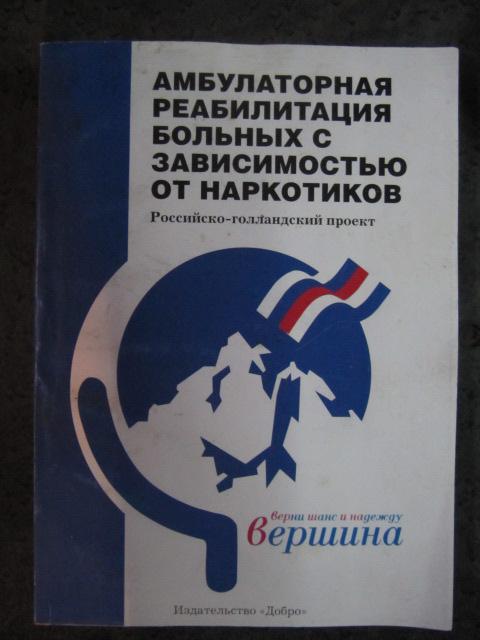 АМБУЛАТОРНАЯ
РЕАБИЛИТАЦИЯ
БОЛЬНЫХ С
ЗАВИСИМОСТЬЮ
ОТ НАРКОТИКОВ
Российско-голландский проект
верни шанс и надежду
вершина
Издательство «Добро»